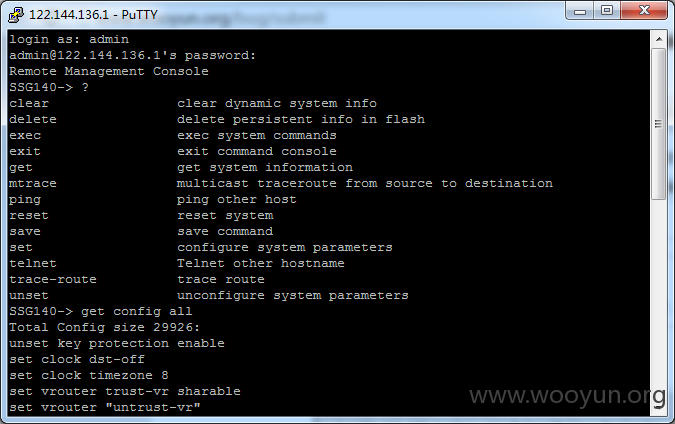 122.144.136.1 - PuTTY
login as: admin
admin@122.144.136.1's password:
Remote Management Console
SSG140-> ?
clear clear dynamic system info
delete delete persistent info in flash
exec exec system commands
exit exit command console
get get system information
mtrace multicast traceroute from source to destination
ping ping other host
reset reset system
save save command
set configure system parameters
telnet Telnet other hostname
trace-route trace route
unset unconfigure system parameters
SSG140-> get config all
Total Config size 29926:
unset key protection enable
set clock dst-off
set clock timezone 8
set vrouter trust-vr sharable
set vrouter "untrust-vr"
www.wooyun.org